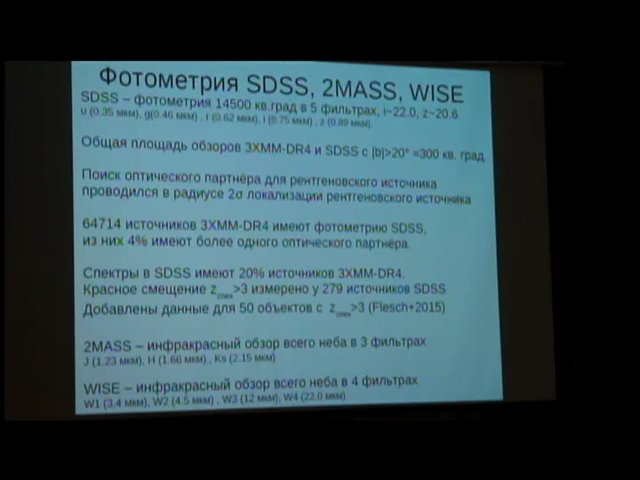 Фотометрия SDSS, 2MASS, WISE
SDSS – фотометрия 14500 кв.град в 5 фильтрах, i~22.0, z~20.6
u (0.35 мкм), g(0.46 мкм) , r (0.62 мкм), i (0.75 мкм) , z (0.89 мкм).
Общая площадь обзоров 3XMM-DR4 и SDSS с |b|>20° ≈300 кв. град.
Поиск оптического партнёра для рентгеновского источника
проводился в радиусе 2σ локализации рентгеновского источника
64714 источников 3XMM-DR4 имеют фотометрию SDSS,
из них 4% имеют более одного оптического партнёра.
Спектры в SDSS имеют 20% источников 3XMM-DR4.
Красное смещение zспек>3 измерено у 279 источников SDSS
Добавлены данные для 50 объектов с zспек>3 (Flesch+2015)
2MASS – инфракрасный обзор всего неба в 3 фильтрах
J (1.23 мкм), H (1.66 мкм) , Ks (2.15 мкм)
WISE – инфракрасный обзор всего неба в 4 фильтрах
W1 (3.4 мкм), W2 (4.5 мкм) , W3 (12 мкм), W4 (22.0 мкм)